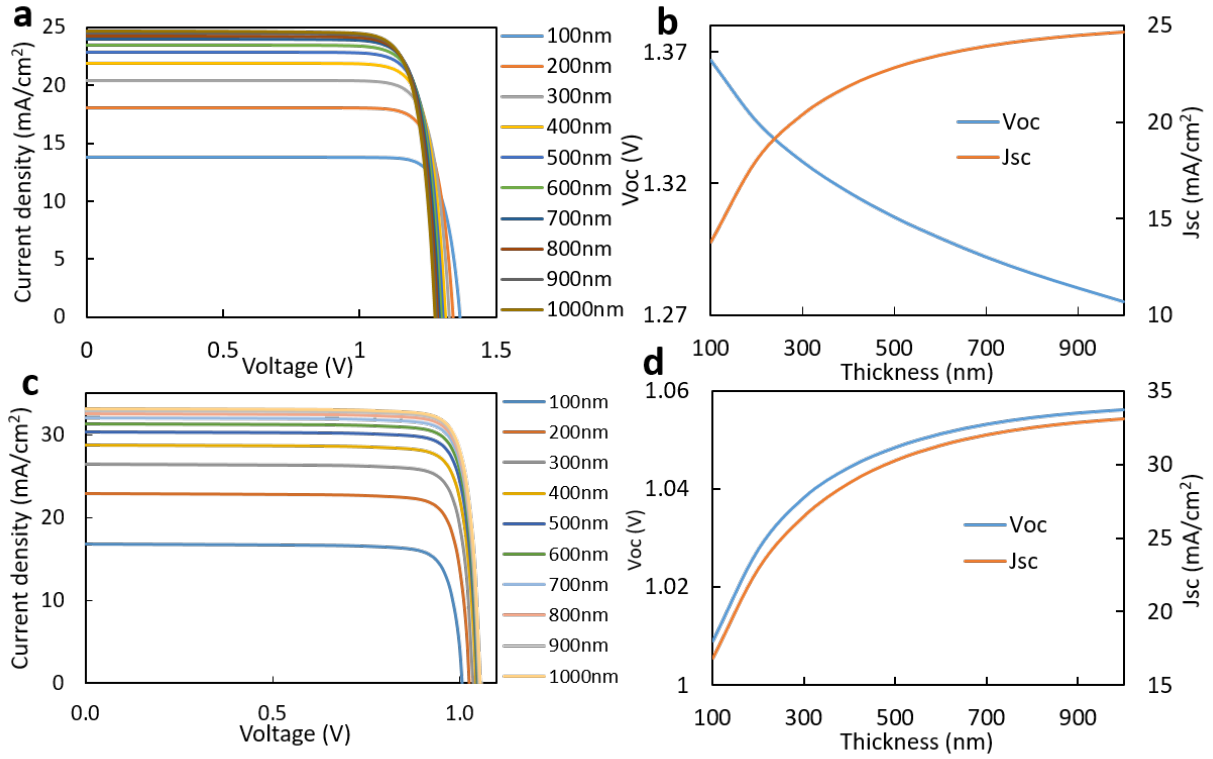 a
Current density (mA/cm²)
25
20
15
10
5
0
0
0.5
1
1.5
Voltage (V)
100nm
200nm
300nm
400nm
500nm
600nm
700nm
800nm
900nm
1000nm
b
Voc (V)
1.37
1.32
1.27
Voc
Jsc
25
20
15
10
Jsc (mA/cm²)
100
300
500
700
900
Thickness (nm)
c
Current density (mA/cm²)
30
20
10
0
0.0
0.5
1.0
Voltage (V)
100nm
200nm
300nm
400nm
500nm
600nm
700nm
800nm
900nm
1000nm
d
Voc (V)
1.06
1.04
1.02
1
Voc
Jsc
35
30
25
20
15
Jsc (mA/cm²)
100
300
500
700
900
Thickness (nm)